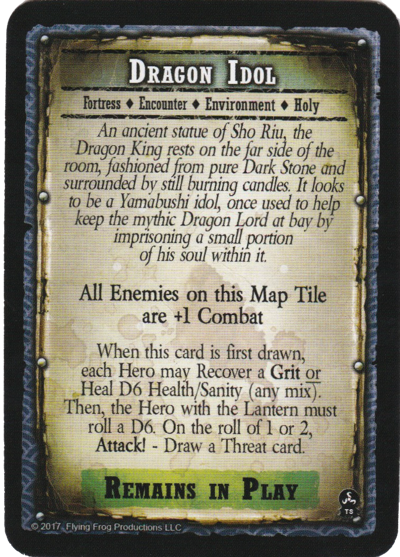 Dragon Idol
Fortress ♦ Encounter ♦ Environment ♦ Holy
An ancient statue of Sho Riu, the
Dragon King rests on the far side of the
room, fashioned from pure Dark Stone and
surrounded by still burning candles. It looks
to be a Yamabushi idol, once used to help
keep the mythic Dragon Lord at bay by
imprisoning a small portion
of his soul within it.
All Enemies on this Map Tile
are +1 Combat
When this card is first drawn,
each Hero may Recover a Grit or
Heal D6 Health/Sanity (any mix).
Then, the Hero with the Lantern must
roll a D6. On the roll of 1 or 2,
Attack! - Draw a Threat card.
Remains in Play
TS
© 2017 Flying Frog Productions LLC